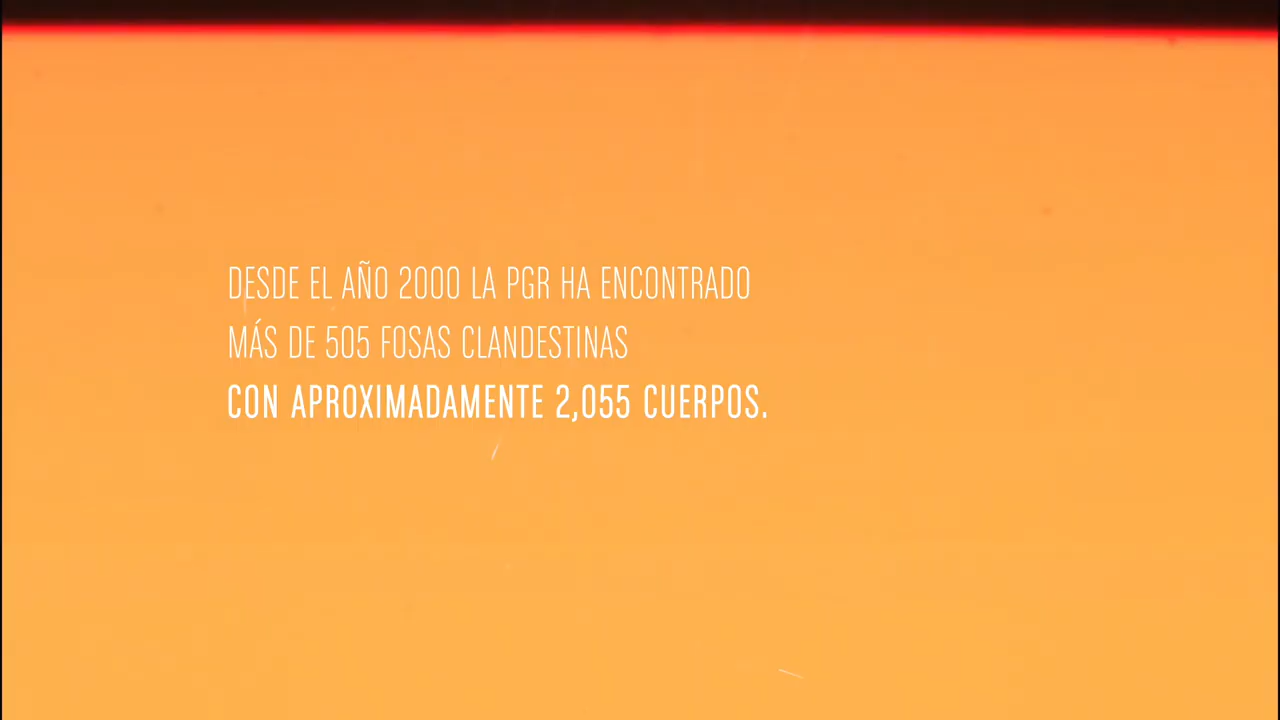 DESDE EL AÑO 2000 LA PGR HA ENCONTRADO
MÁS DE 505 FOSAS CLANDESTINAS
CON APROXIMADAMENTE 2,055 CUERPOS.